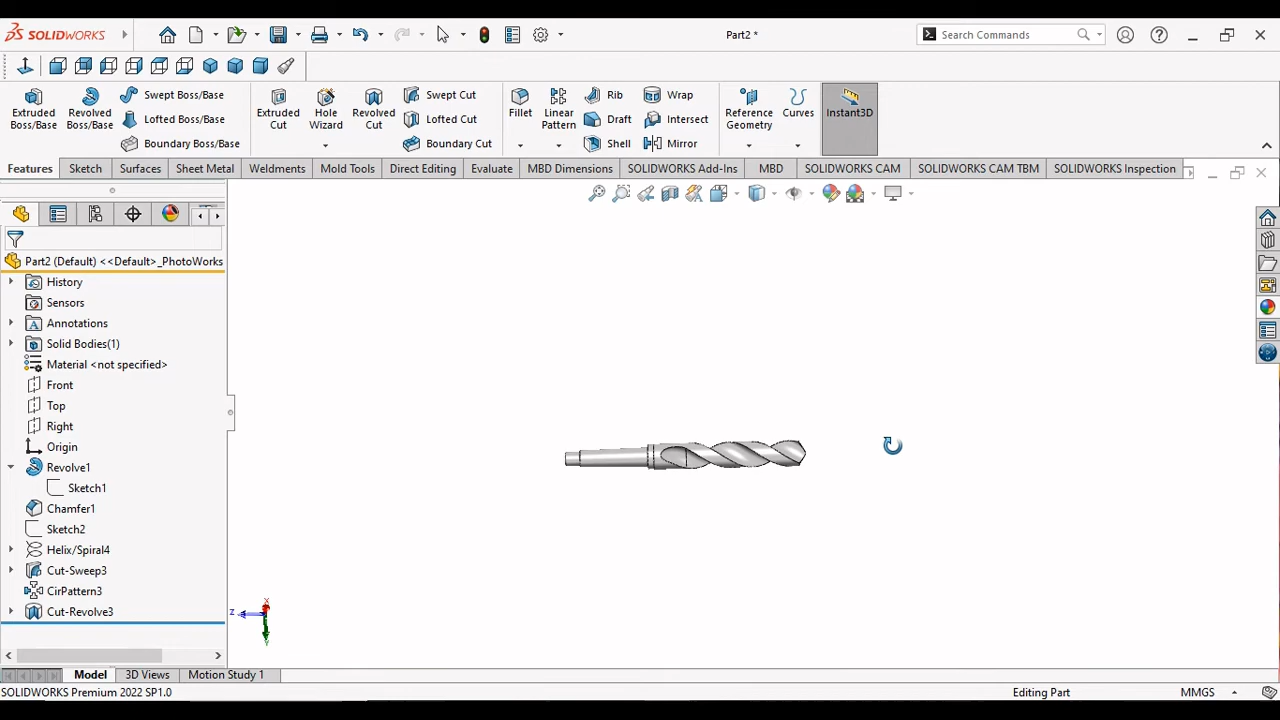 SOLIDWORKS
Part2 *
Search Commands
Extruded Boss/Base
Revolved Boss/Base
Swept Boss/Base
Lofted Boss/Base
Boundary Boss/Base
Extruded Cut
Hole Wizard
Revolved Cut
Swept Cut
Lofted Cut
Boundary Cut
Fillet
Linear Pattern
Rib
Draft
Shell
Wrap
Intersect
Mirror
Reference Geometry
Curves
Instant3D
Features
Sketch
Surfaces
Sheet Metal
Weldments
Mold Tools
Direct Editing
Evaluate
MBD Dimensions
SOLIDWORKS Add-Ins
MBD
SOLIDWORKS CAM
SOLIDWORKS CAM TBM
SOLIDWORKS Inspection
Part2 (Default) <<Default>_PhotoWorks
History
Sensors
Annotations
Solid Bodies(1)
Material <not specified>
Front
Top
Right
Origin
Revolve1
Sketch1
Chamfer1
Sketch2
Helix/Spiral4
Cut-Sweep3
CirPattern3
Cut-Revolve3
X
Z
Y
Model
3D Views
Motion Study 1
SOLIDWORKS Premium 2022 SP1.0
Editing Part
MMGS